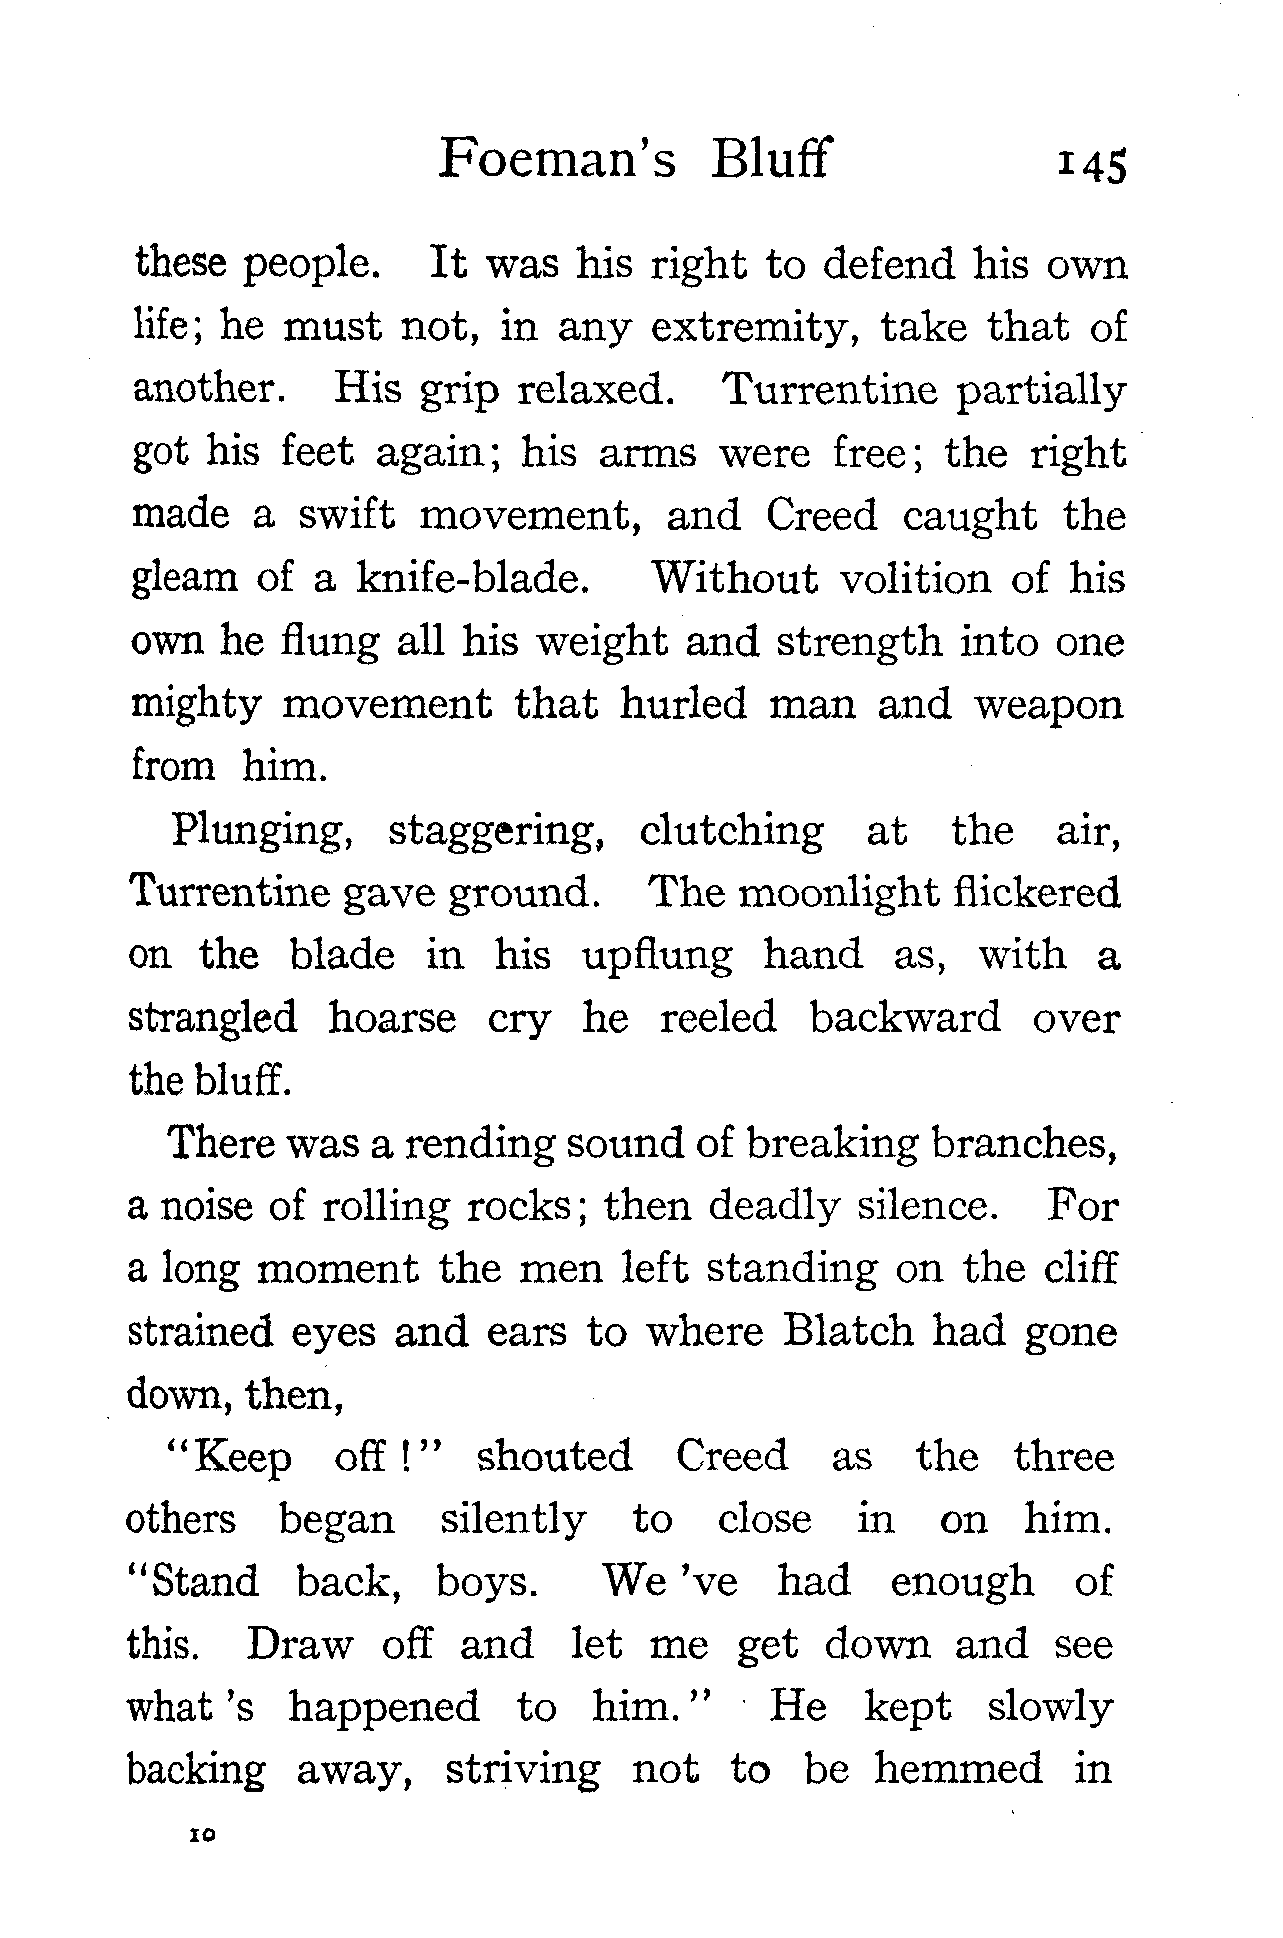 Foeman's Bluff 145
these people. It was his right to defend his own
life; he must not, in any extremity, take that of
another. His grip relaxed. Turrentine partially
got his feet again; his arms were free; the right
made a swift movement, and Creed caught the
gleam of a knife-blade. Without volition of his
own he flung all his weight and strength into one
mighty movement that hurled man and weapon
from him.
Plunging, staggering, clutching at the air,
Turrentine gave ground. The moonlight flickered
on the blade in his upflung hand as, with a
strangled hoarse cry he reeled backward over
the bluff.
There was a rending sound of breaking branches,
a noise of rolling rocks; then deadly silence. For
a long moment the men left standing on the cliff
strained eyes and ears to where Blatch had gone
down, then,
"Keep off!" shouted Creed as the three
others began silently to close in on him.
"Stand back, boys. We 've had enough of
this. Draw off and let me get down and see
what 's happened to him." He kept slowly
backing away, striving not to be hemmed in
10